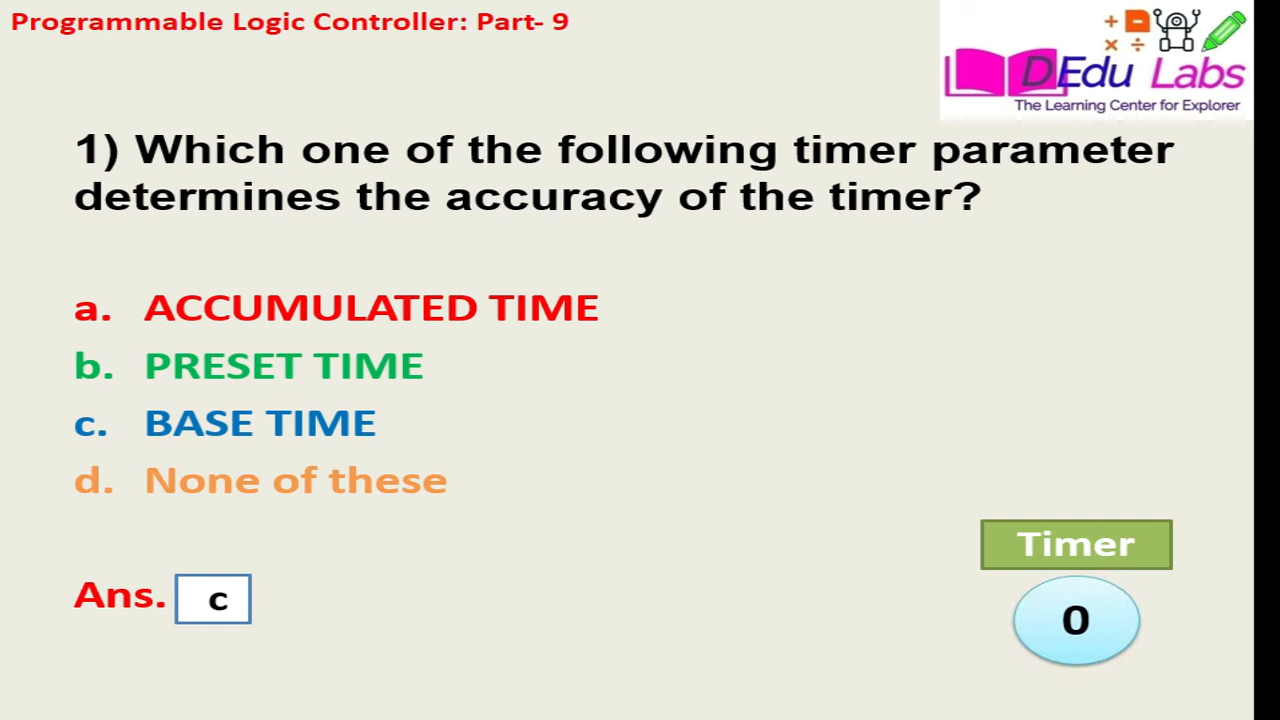 Programmable Logic Controller: Part- 9
DEdu Labs
The Learning Center for Explorer
1) Which one of the following timer parameter
determines the accuracy of the timer?
a. ACCUMULATED TIME
b. PRESET TIME
c. BASE TIME
d. None of these
Timer
Ans. c
0